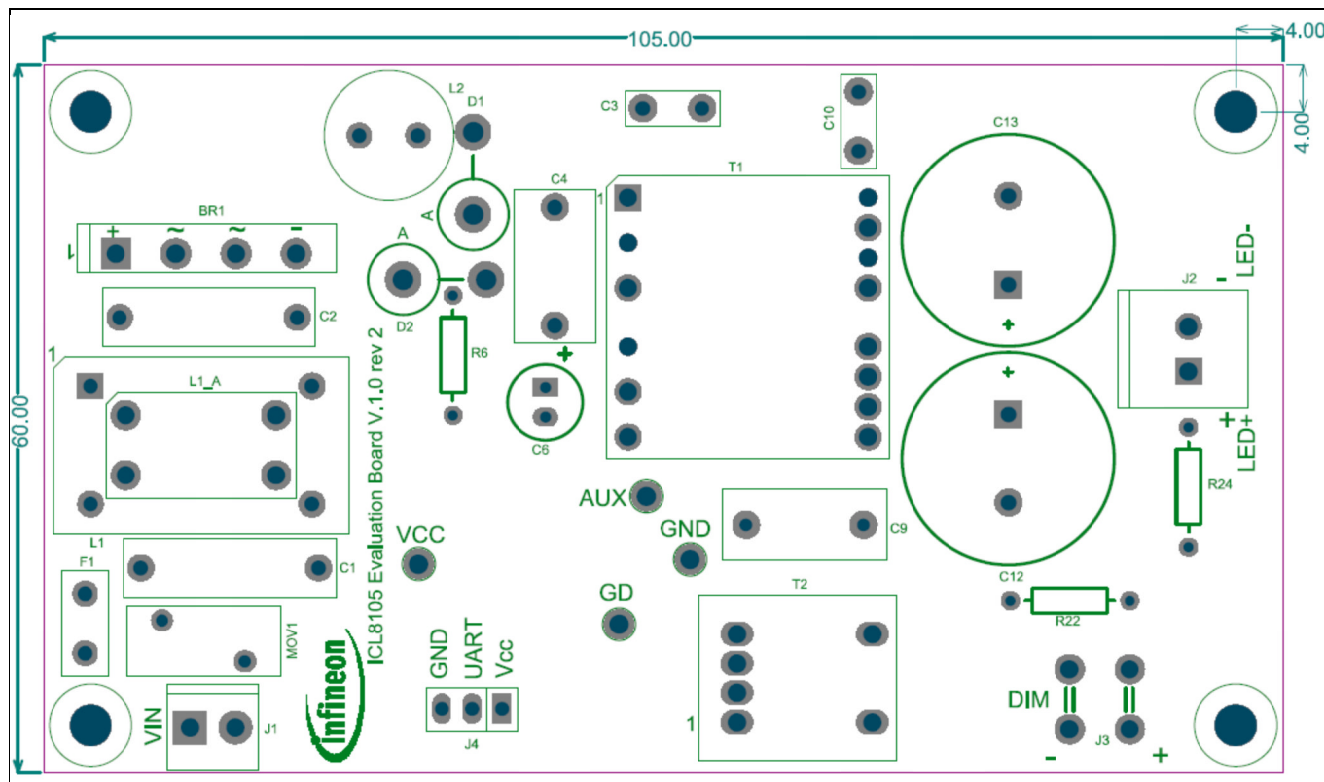 105.00
4.00
4.00
60.00
L2
D1
C3
C10
C13
C4
T1
1
A
BR1
+ ~ ~ -
1
A
D2
C2
R6
+
+
+
J2
-
LED-
1
L1_A
C6
+
LED+
R24
ICL8105 Evaluation Board V.1.0 rev 2
AUX
GND
C9
VCC
L1
F1
C1
C12
T2
GD
R22
MOV1
infineon
GND
UART
Vcc
DIM
1
VIN
J1
J4
J3
- +